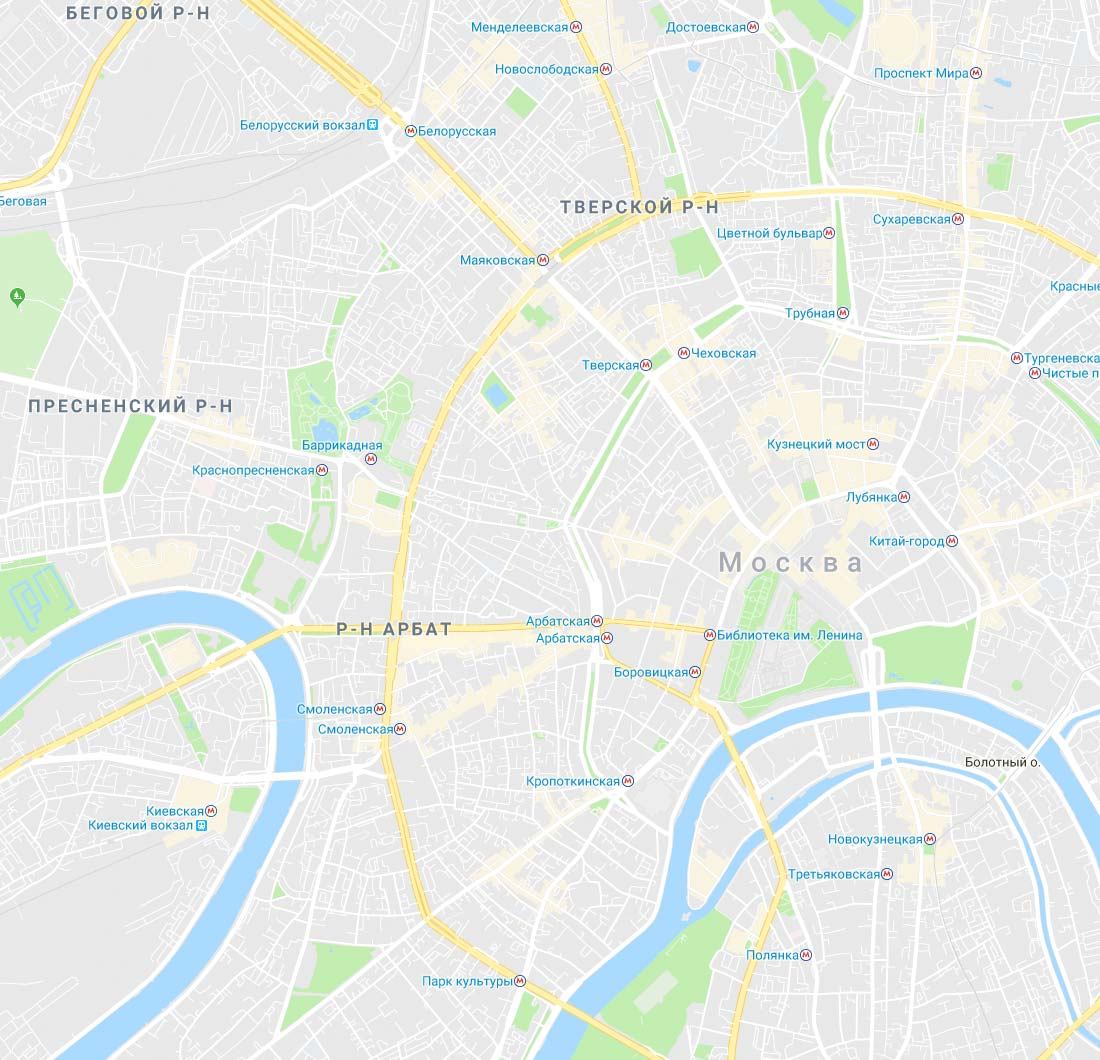 БЕГОВОЙ Р-Н
Менделеевская
Достоевская
Новослободская
Проспект Мира
Белорусский вокзал
Белорусская
Беговая
ТВЕРСКОЙ Р-Н
Сухаревская
Цветной бульвар
Маяковская
Красные
Трубная
Чеховская
Тверская
Тургеневска
Чистые п
ПРЕСНЕНСКИЙ Р-Н
Баррикадная
Кузнецкий мост
Краснопресненская
Лубянка
Китай-город
Москва
Арбатская
Р-Н АРБАТ
Арбатская
Библиотека им. Ленина
Боровицкая
Смоленская
Смоленская
Болотный о.
Кропоткинская
Киевская
Киевский вокзал
Новокузнецкая
Третьяковская
Полянка
Парк культуры